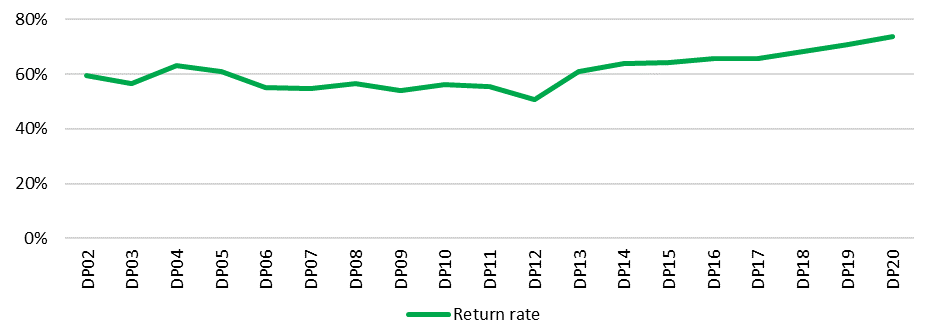 80%
60%
40%
20%
0%
DP02
DP03
DP04
DP05
DP06
DP07
DP08
DP09
DP10
DP11
DP12
DP13
DP14
DP15
DP16
DP17
DP18
DP19
DP20
Return rate